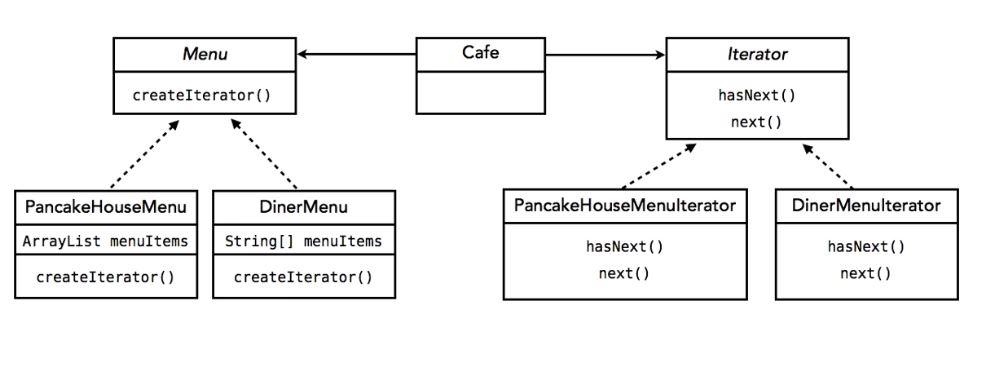 Menu
createIterator()
Cafe
Iterator
hasNext()
next()
PancakeHouseMenu
ArrayList menuItems
createIterator()
DinerMenu
String[] menuItems
createIterator()
PancakeHouseMenuIterator
hasNext()
next()
DinerMenuIterator
hasNext()
next()